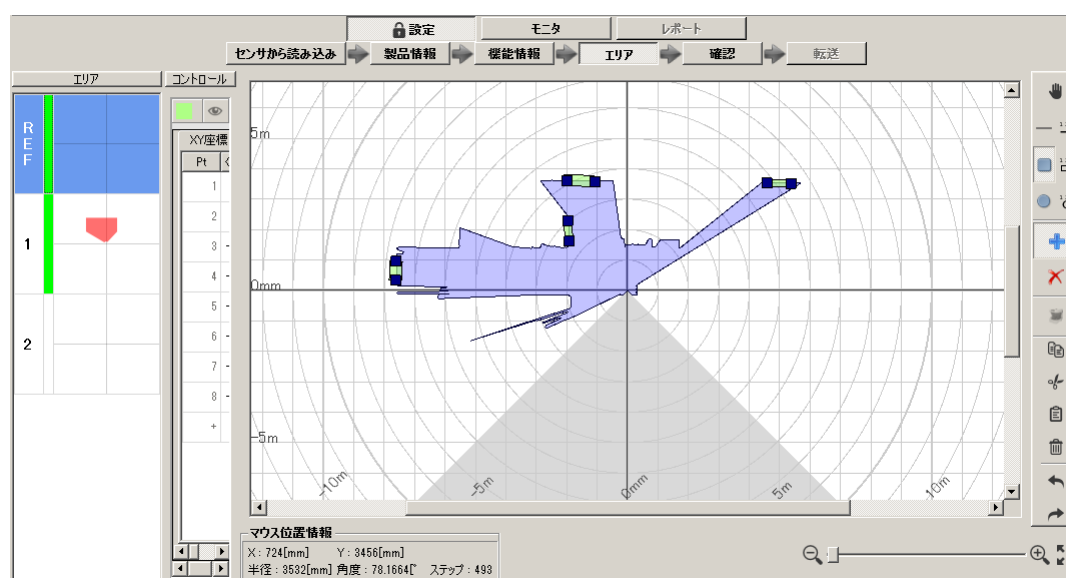 設定 モニタ レポート
センサから読み込み 製品情報 機能情報 エリア 確認 転送
エリア コントロール
REF
XY座標
Pt
1
2
3
4
5
6
7
8
+
1
2
5m
0mm
-5m
-10m -5m 0mm 5m 10m
マウス位置情報
X : 724[mm] Y : 3456[mm]
半径 : 3532[mm] 角度 : 78.1664[° ステップ : 493